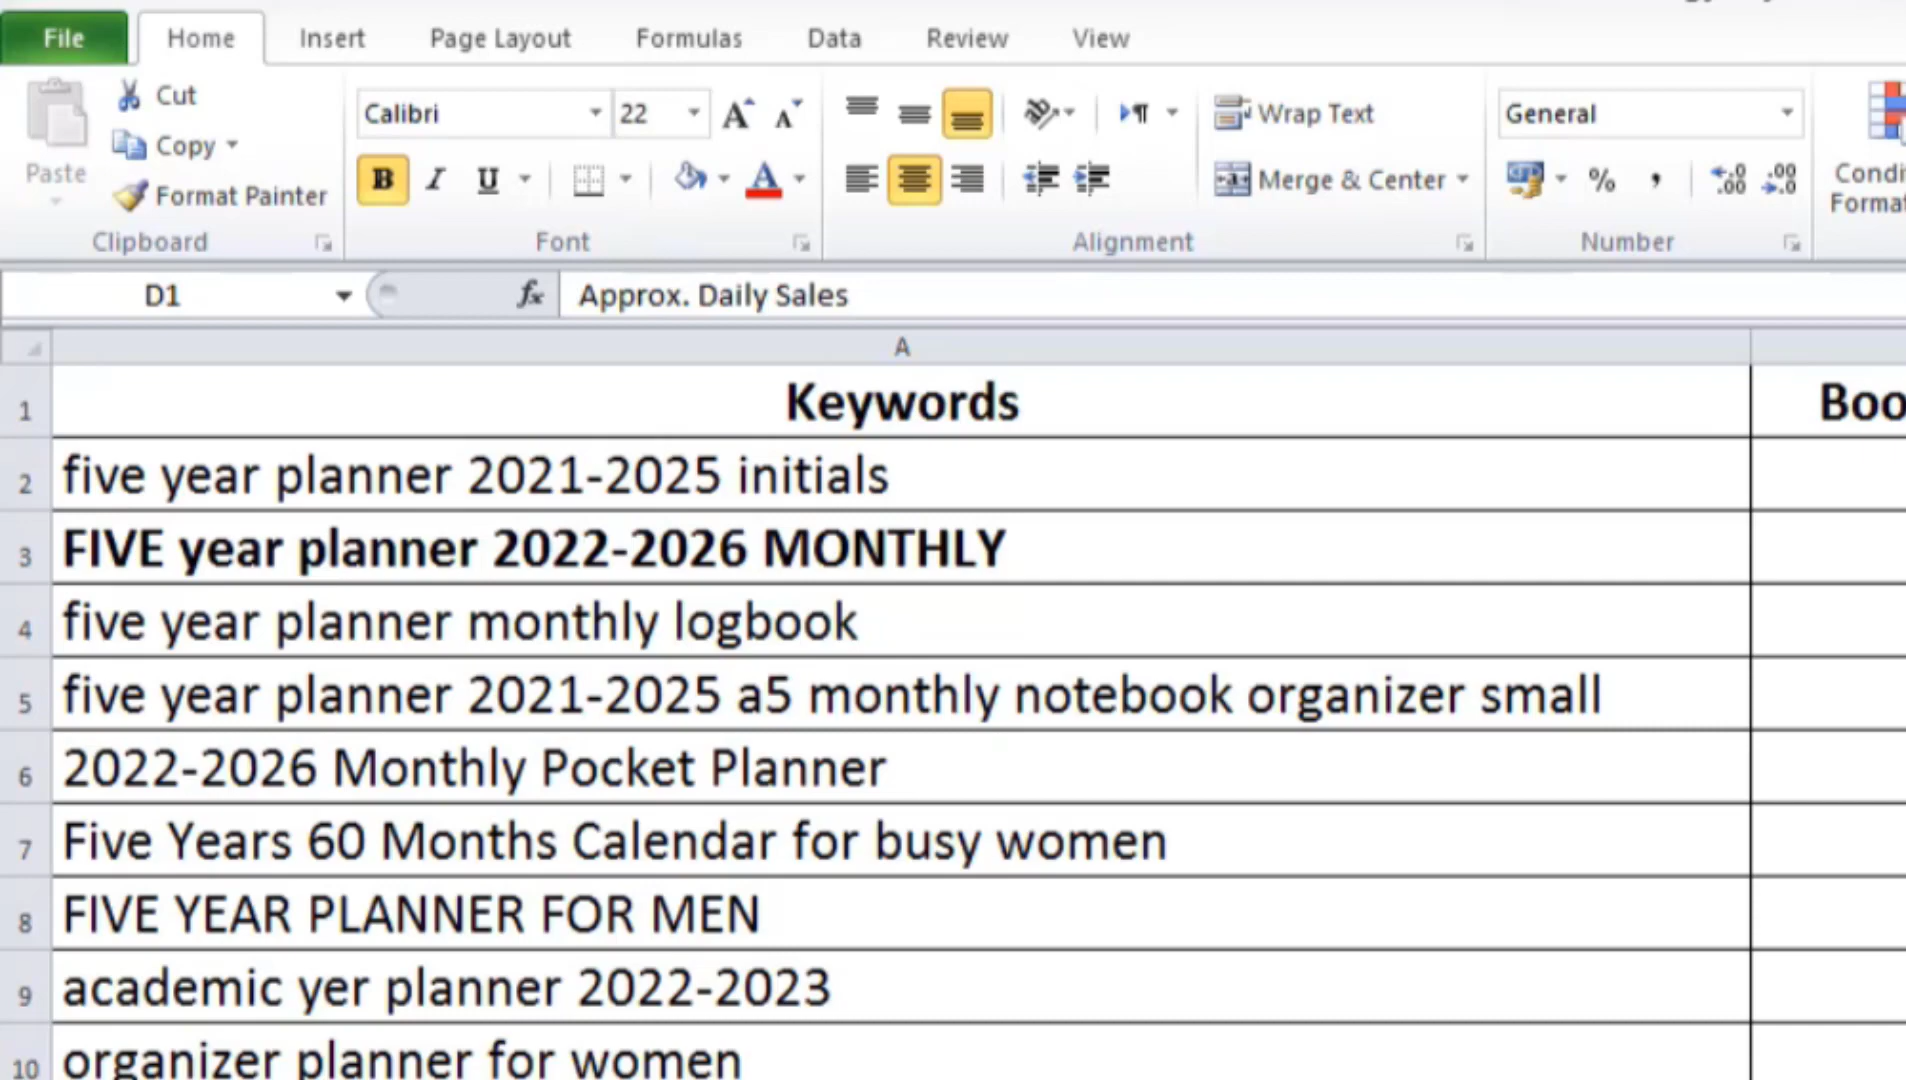 File Home Insert Page Layout Formulas Data Review View
Cut
Calibri 22 Wrap Text General
Copy
Paste
B I U Merge & Center % ,
Format Painter
Clipboard Font Alignment Number
D1 fx Approx. Daily Sales
A
1 Keywords
2 five year planner 2021-2025 initials
3 FIVE year planner 2022-2026 MONTHLY
4 five year planner monthly logbook
5 five year planner 2021-2025 a5 monthly notebook organizer small
6 2022-2026 Monthly Pocket Planner
7 Five Years 60 Months Calendar for busy women
8 FIVE YEAR PLANNER FOR MEN
9 academic yer planner 2022-2023
10 organizer planner for women